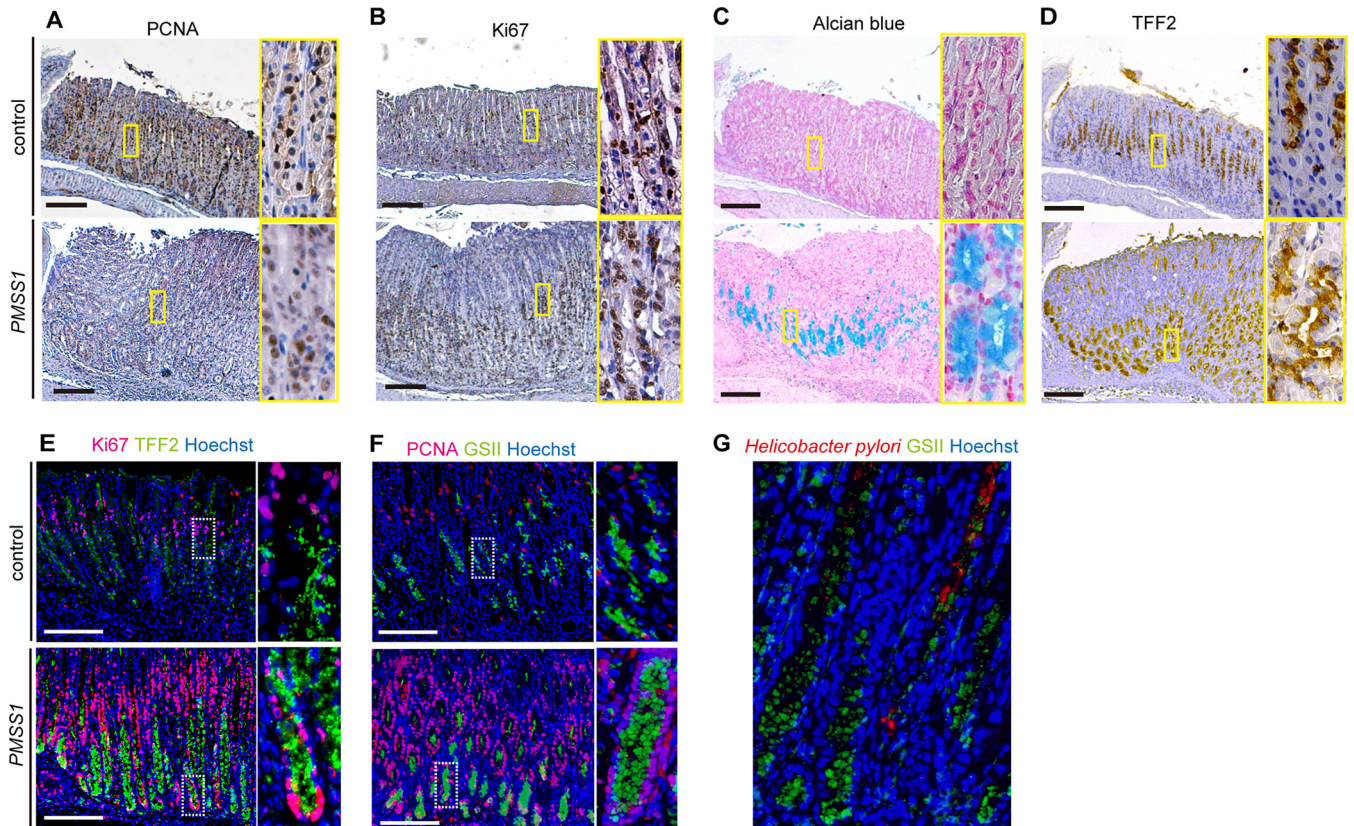 A
PCNA
B
Ki67
C
Alcian blue
D
TFF2
control
PMSS1
E
Ki67 TFF2 Hoechst
F
PCNA GSII Hoechst
G
Helicobacter pylori GSII Hoechst
control
PMSS1